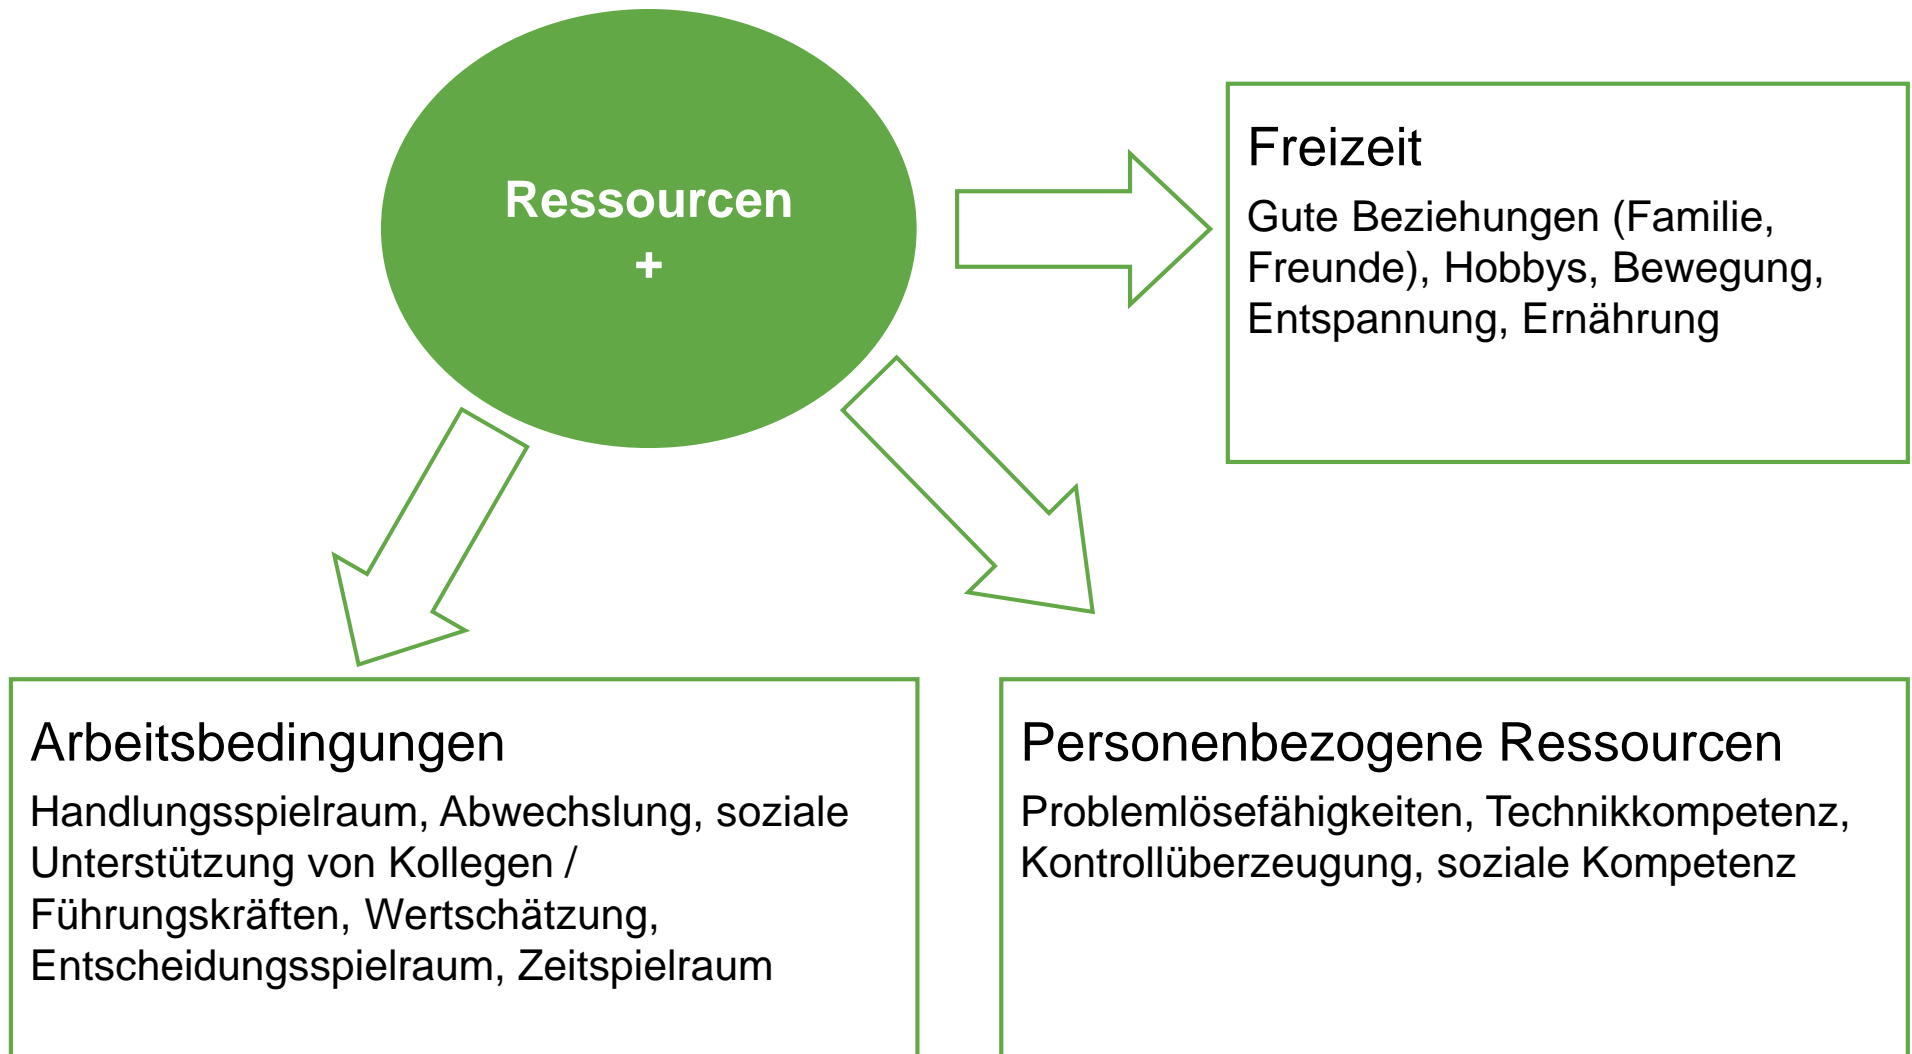 Ressourcen
+
Freizeit
Gute Beziehungen (Familie,
Freunde), Hobbys, Bewegung,
Entspannung, Ernährung
Arbeitsbedingungen
Handlungsspielraum, Abwechslung, soziale
Unterstützung von Kollegen /
Führungskräften, Wertschätzung,
Entscheidungsspielraum, Zeitspielraum
Personenbezogene Ressourcen
Problemlösefähigkeiten, Technikkompetenz,
Kontrollüberzeugung, soziale Kompetenz